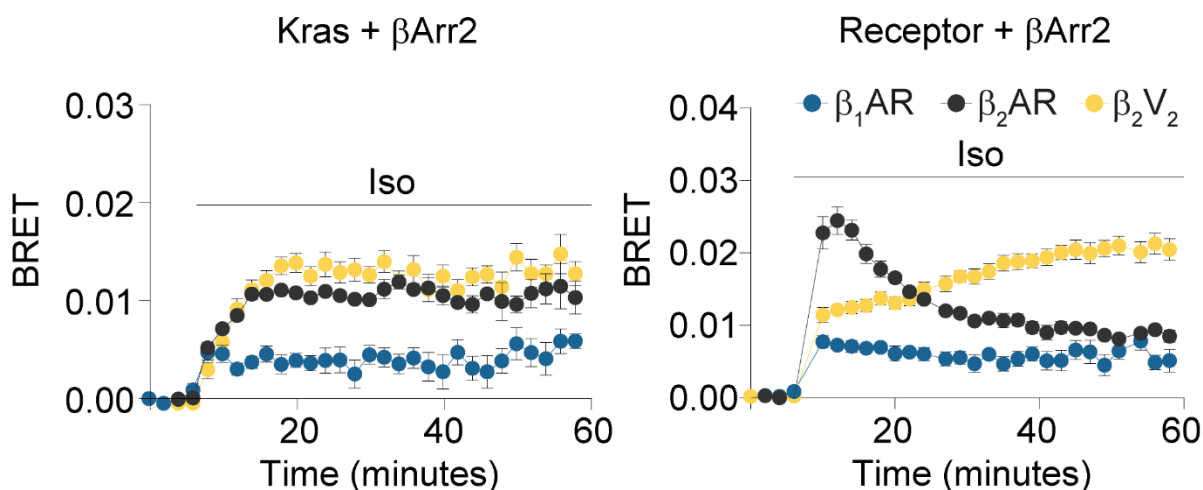 Kras + βArr2
BRET
0.03
0.02
0.01
0.00
Iso
20
40
60
Time (minutes)
Receptor + βArr2
β₁AR
β₂AR
β₂V₂
BRET
0.04
0.03
0.02
0.01
0.00
Iso
20
40
60
Time (minutes)